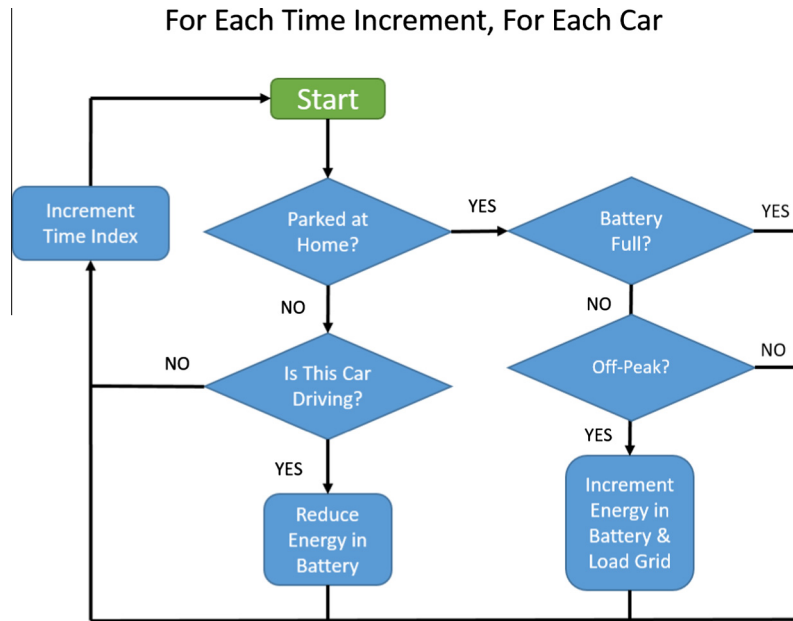 For Each Time Increment, For Each Car
Start
Increment
Time Index
Parked at
Home?
YES
Battery
Full?
YES
NO
NO
Is This Car
Driving?
NO
Off-Peak?
NO
YES
YES
Reduce
Energy in
Battery
Increment
Energy in
Battery &
Load Grid